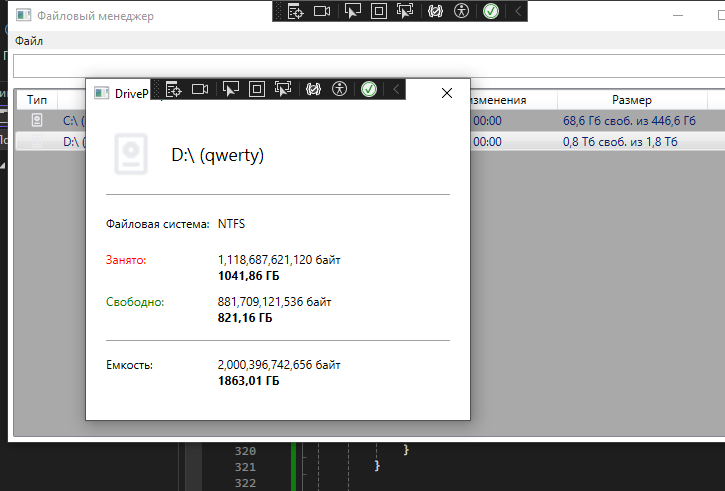 Файловый менеджер
Файл
Тип
изменения
Размер
C:\ (
00:00
68,6 Гб своб. из 446,6 Гб
D:\ (
00:00
0,8 Тб своб. из 1,8 Тб
DriveP
D:\ (qwerty)
Файловая система: NTFS
Занято: 1,118,687,621,120 байт
1041,86 ГБ
Свободно: 881,709,121,536 байт
821,16 ГБ
Емкость: 2,000,396,742,656 байт
1863,01 ГБ
320 }
321 }
322